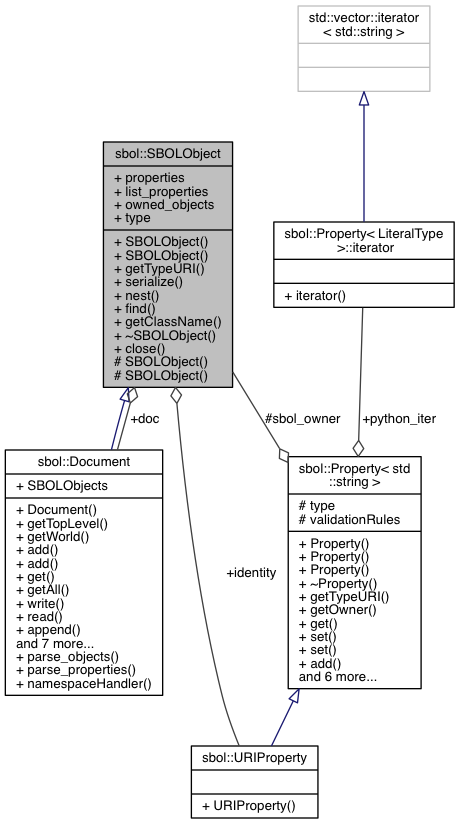 std::vector::iterator
< std::string >
sbol::SBOLObject
+ properties
+ list_properties
+ owned_objects
+ type
+ SBOLObject()
+ SBOLObject()
+ getTypeURI()
+ serialize()
+ nest()
+ find()
+ getClassName()
+ ~SBOLObject()
+ close()
# SBOLObject()
# SBOLObject()
sbol::Property< LiteralType
>::iterator
+ iterator()
+doc
#sbol_owner
+python_iter
sbol::Document
+ SBOLObjects
+ Document()
+ getTopLevel()
+ getWorld()
+ add()
+ add()
+ get()
+ getAll()
+ write()
+ read()
+ append()
and 7 more...
+ parse_objects()
+ parse_properties()
+ namespaceHandler()
sbol::Property< std
::string >
# type
# validationRules
+ Property()
+ Property()
+ Property()
+ ~Property()
+ getTypeURI()
+ getOwner()
+ get()
+ set()
+ set()
+ add()
and 6 more...
+identity
sbol::URIProperty
+ URIProperty()